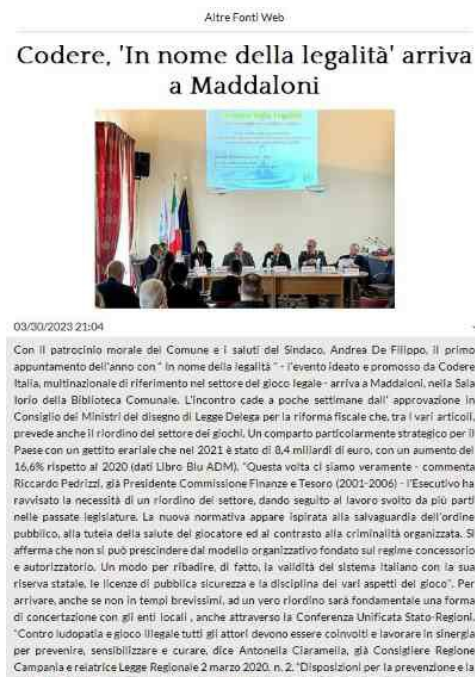 Altre Fonti Web
Codere, 'In nome della legalità' arriva
a Maddaloni
03/30/2023 21:04
Con il patrocinio morale del Comune e i saluti del Sindaco, Andrea De Filippo, il primo
appuntamento dell'anno con " In nome della legalità " - l'evento ideato e promosso da Codere
Italia, multinazionale di riferimento nel settore del gioco legale - arriva a Maddaloni, nella Sala
Iorio della Biblioteca Comunale. L'incontro cade a poche settimane dall' approvazione in
Consiglio dei Ministri del disegno di Legge Delega per la riforma fiscale che, tra i vari articoli,
prevede anche il riordino del settore dei giochi. Un comparto particolarmente strategico per il
Paese con un gettito erariale che nel 2021 è stato di 8,4 miliardi di euro, con un aumento del
16,6% rispetto al 2020 (dati Libro Blu ADM). "Questa volta ci siamo veramente - commenta
Riccardo Pedrizzi, già Presidente Commissione Finanze e Tesoro (2001-2006) - l'Esecutivo ha
ravvisato la necessità di un riordino del settore, dando seguito al lavoro svolto da più parti
nelle passate legislature. La nuova normativa appare ispirata alla salvaguardia dell'ordine
pubblico, alla tutela della salute del giocatore ed al contrasto alla criminalità organizzata. Si
afferma che non si può prescindere dal modello organizzativo fondato sul regime concessorio
e autorizzatorio. Un modo per ribadire, di fatto, la validità del sistema italiano con la sua
riserva statale, le licenze di pubblica sicurezza e la disciplina dei vari aspetti del gioco". Per
arrivare, anche se non in tempi brevissimi, ad un vero riordino sarà fondamentale una forma
di concertazione con gli enti locali , anche attraverso la Conferenza Unificata Stato-Regioni.
"Contro ludopatia e gioco illegale tutti gli attori devono essere coinvolti e lavorare in sinergia
per prevenire, sensibilizzare e curare, dice Antonella Ciaramella, già Consigliere Regione
Campania e relatrice Legge Regionale 2 marzo 2020, n. 2, "Disposizioni per la prevenzione e la